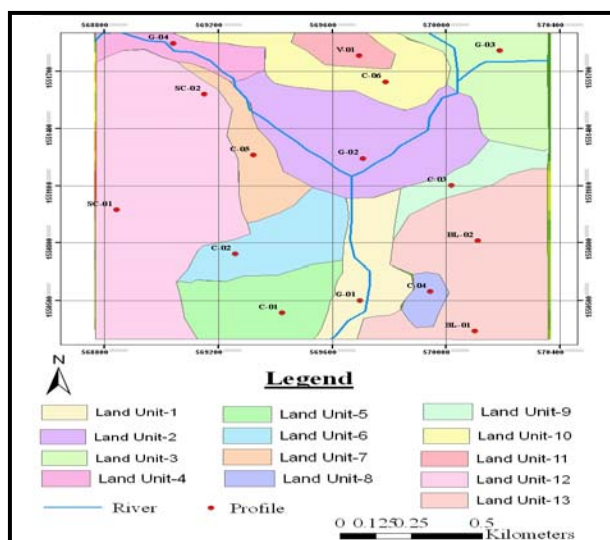 568800 569200 569600 570000 570400
G-04
V-01
G-03
C-06
SC-02
C-05
G-02
C-03
SC-01
BL-02
C-02
C-04
G-01
C-01
BL-01
568800 569200 569600 570000 570400
N
Legend
Land Unit-1 Land Unit-5 Land Unit-9
Land Unit-2 Land Unit-6 Land Unit-10
Land Unit-3 Land Unit-7 Land Unit-11
Land Unit-4 Land Unit-8 Land Unit-12
Land Unit-13
River Profile
0 0.125 0.25 0.5
Kilometers